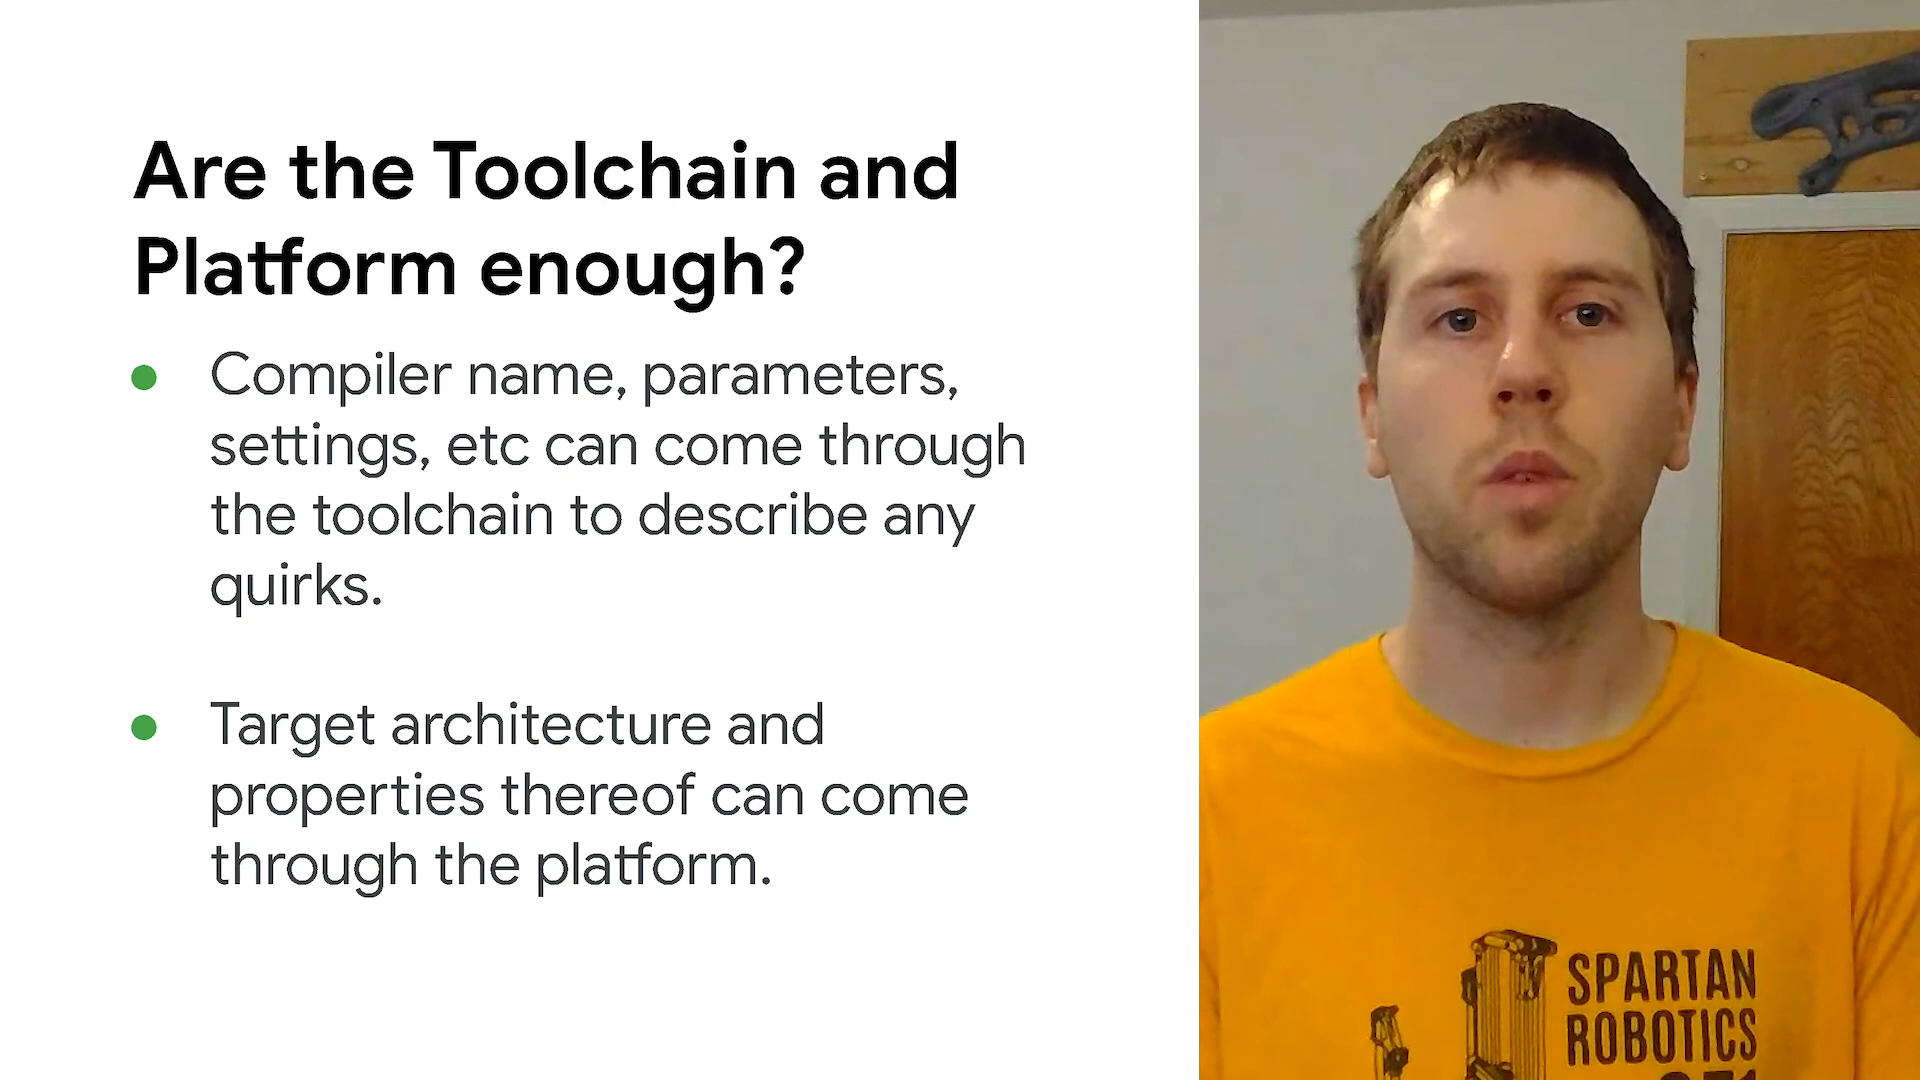 Are the Toolchain and
Platform enough?
Compiler name, parameters,
settings, etc can come through
the toolchain to describe any
quirks.
Target architecture and
properties thereof can come
through the platform.
SPARTAN
ROBOTICS